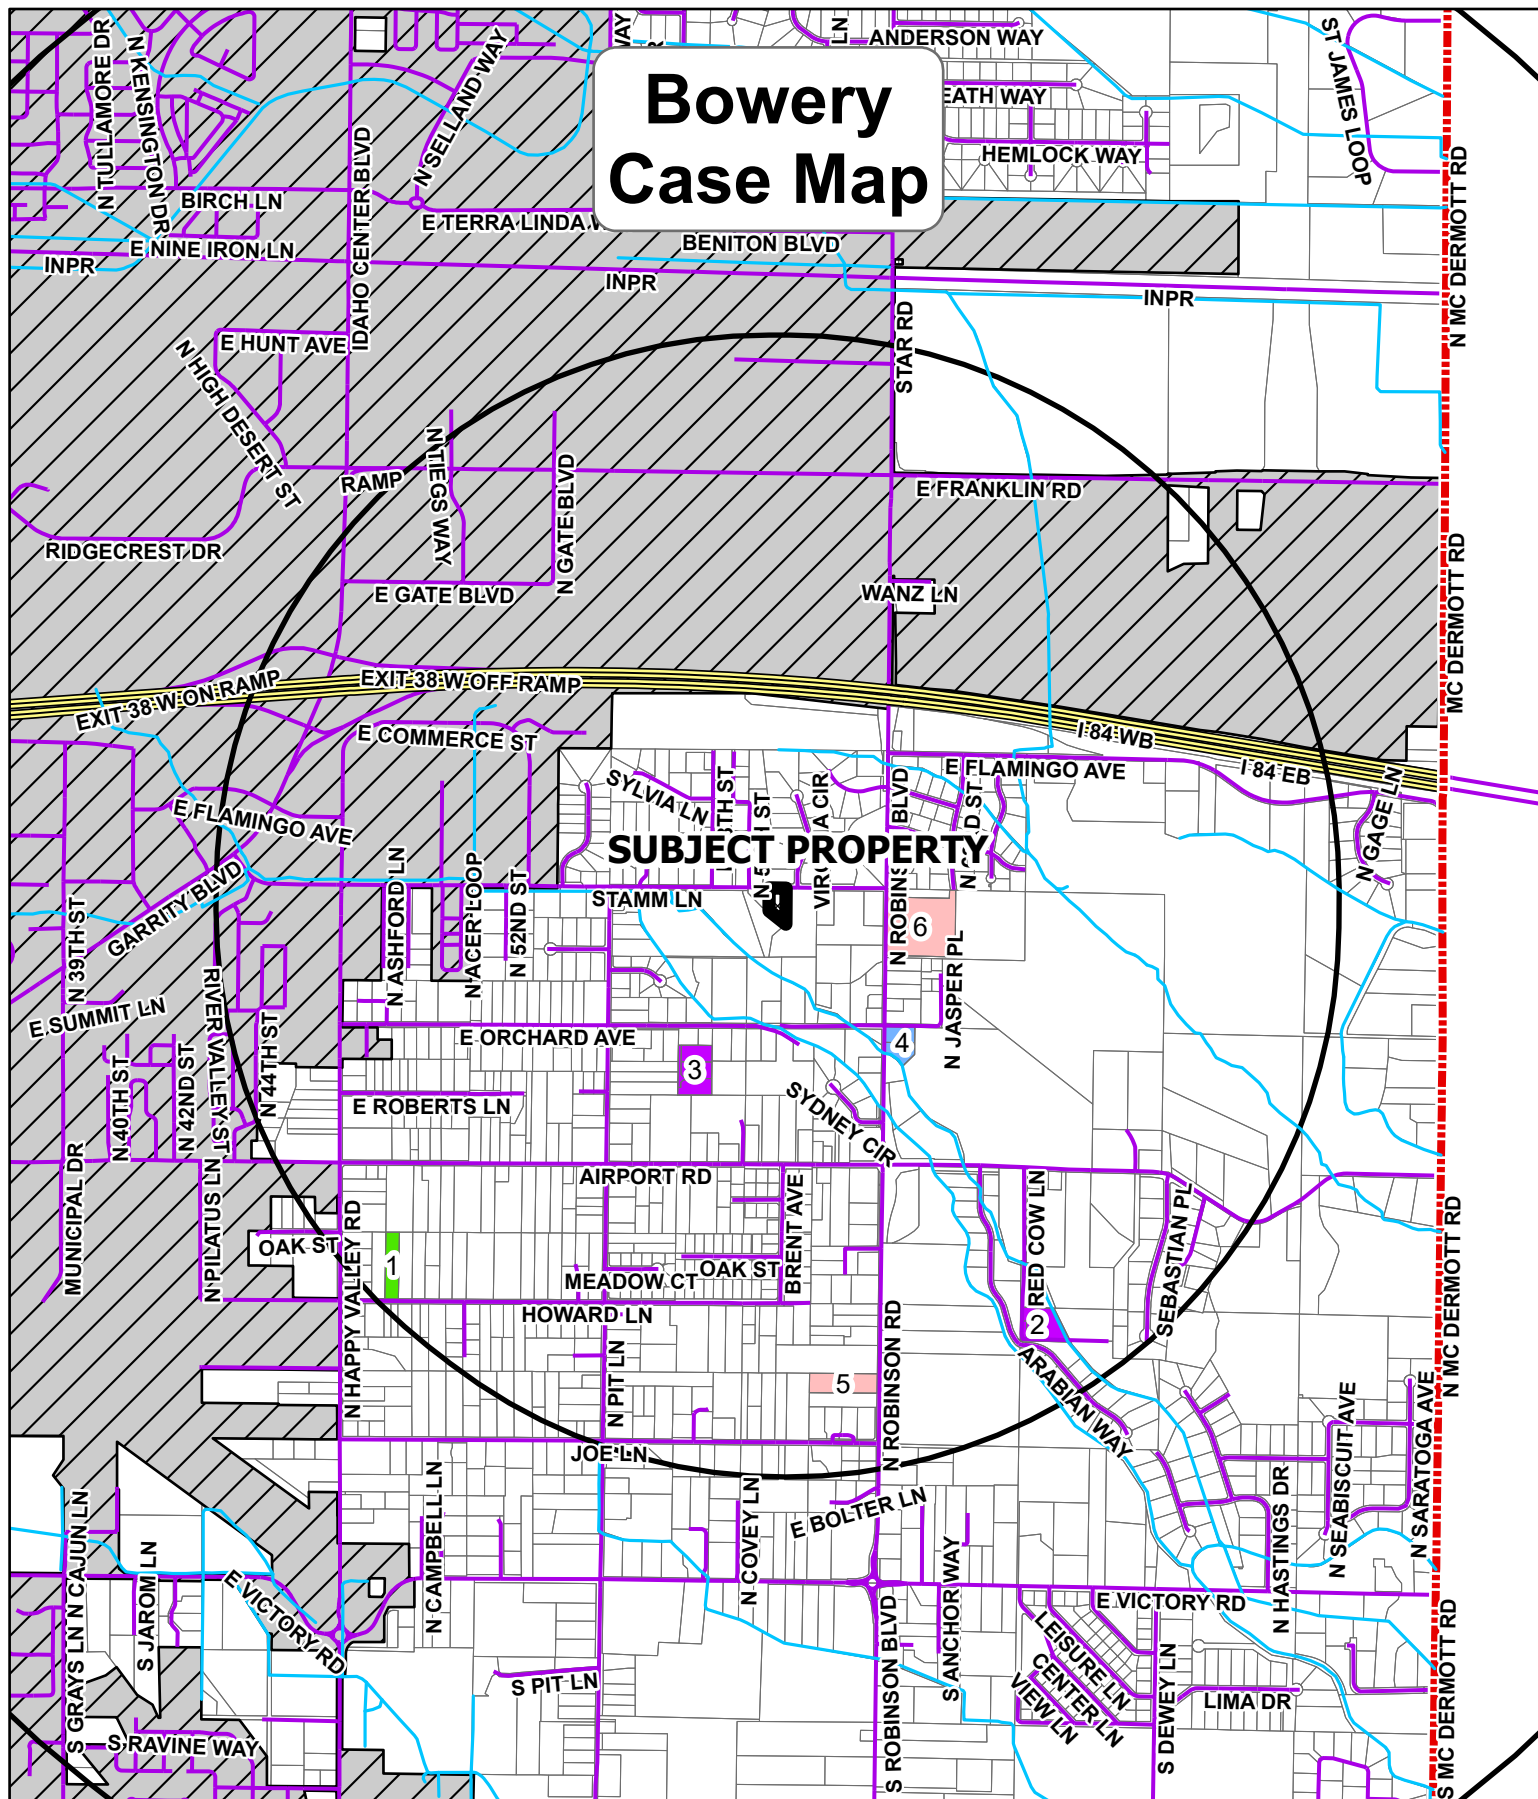 Bowery
Case Map
N TULLAMORE DR
N KENSINGTON DR
BIRCH LN
E NINE IRON LN
INPR
IDAHO CENTER BLVD
N SELLAND WAY
E TERRA LINDA
WAY
LN
ANDERSON WAY
EATH WAY
HEMLOCK WAY
ST JAMES LOOP
N MC DERMOTT RD
BENITON BLVD
INPR
INPR
STAR RD
E HUNT AVE
N HIGH DESERT ST
RAMP
N TIEGS WAY
N GATE BLVD
E GATE BLVD
RIDGECREST DR
E FRANKLIN RD
WANZ LN
MC DERMOTT RD
EXIT 38 W ON RAMP
EXIT 38 W OFF RAMP
I 84 WB
I 84 EB
E COMMERCE ST
E FLAMINGO AVE
SYLVIA LN
E FLAMINGO AVE
N GAGE LN
SUBJECT PROPERTY
GARRITY BLVD
N 39TH ST
N ASHFORD LN
N ACER LOOP
N 52ND ST
STAMM LN
6
E SUMMIT LN
N 40TH ST
N 42ND ST
RIVER VALLEY ST
N 44TH ST
E ORCHARD AVE
3
4
N JASPER PL
E ROBERTS LN
SYDNEY CIR
AIRPORT RD
MUNICIPAL DR
N PILATUS LN
OAK ST
N HAPPY VALLEY RD
1
MEADOW CT
OAK ST
BRENT AVE
HOWARD LN
RED COW LN
2
SEBASTIAN PL
N MC DERMOTT RD
N PIT LN
5
N ROBINSON RD
ARABIAN WAY
JOE LN
N CAMPBELL LN
N COVEY LN
E BOLTER LN
N HASTINGS DR
N SEABISCUIT AVE
N SARATOGA AVE
N CAJUN LN
S GRAYS LN
S JAROM LN
E VICTORY RD
S PIT LN
S ROBINSON BLVD
S ANCHOR WAY
E VICTORY RD
LEISURE LN
CENTER LN
VIEW LN
S DEWEY LN
LIMA DR
S RAVINE WAY
S MC DERMOTT RD